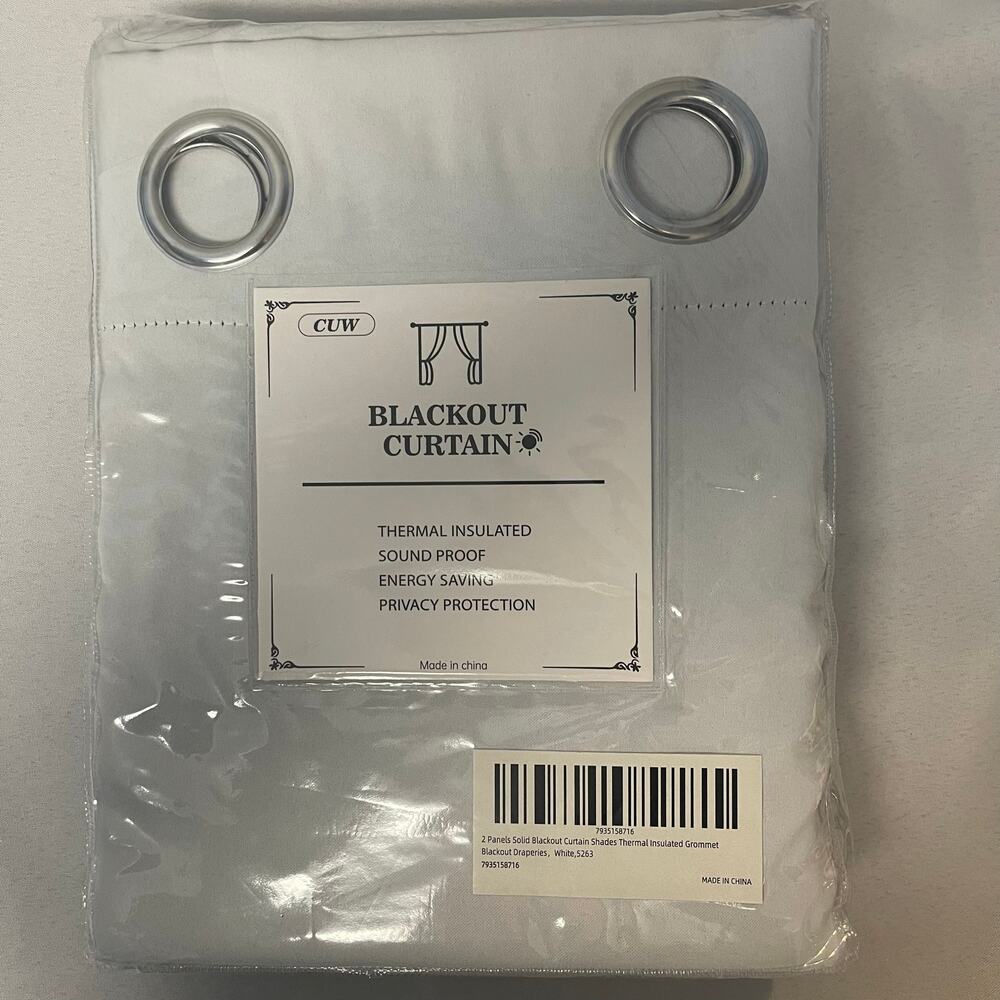 CUW
BLACKOUT
CURTAIN
THERMAL INSULATED
SOUND PROOF
ENERGY SAVING
PRIVACY PROTECTION
Made in china
7935158716
2 Panels Solid Blackout Curtain Shades Thermal Insulated Grommet
Blackout Draperies, White,5263
7935158716
MADE IN CHINA